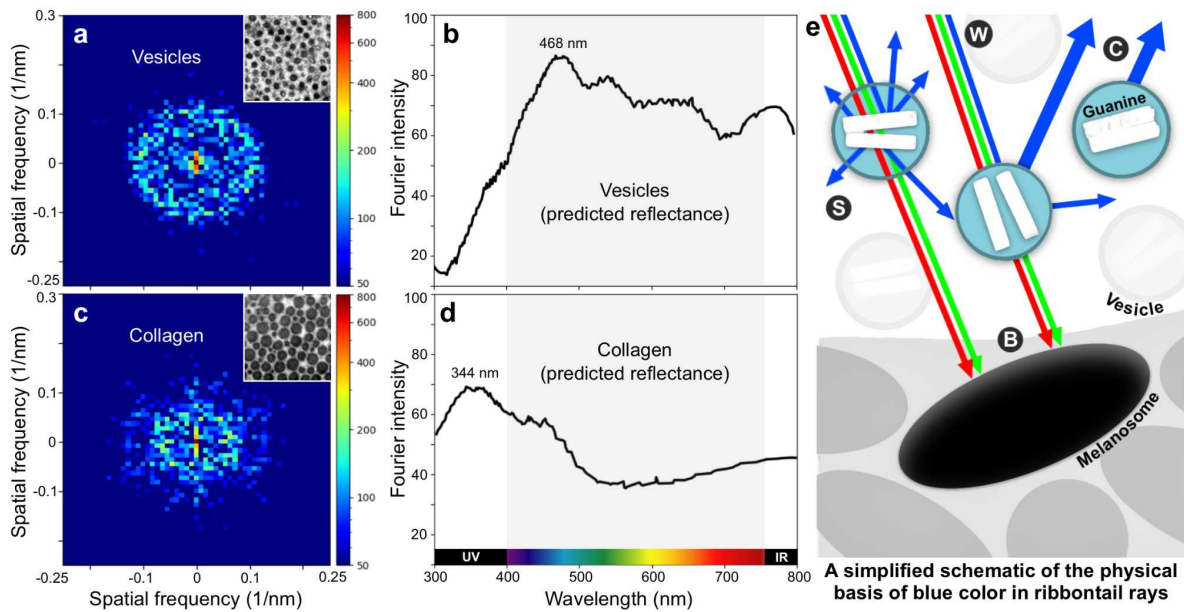 a
Vesicles
Spatial frequency (1/nm)
0.3
0.1
0
-0.1
-0.25
800
600
400
300
200
100
50
b
468 nm
Vesicles
(predicted reflectance)
Fourier intensity
100
80
60
40
20
c
Collagen
Spatial frequency (1/nm)
0.3
0.1
0
-0.1
-0.25
-0.25
-0.1
0
0.1
0.25
Spatial frequency (1/nm)
800
600
400
300
200
100
50
d
344 nm
Collagen
(predicted reflectance)
Fourier intensity
100
80
60
40
20
10
UV
IR
300
400
500
600
700
800
Wavelength (nm)
e
W
C
Guanine
S
Vesicle
B
Melanosome
A simplified schematic of the physical
basis of blue color in ribbontail rays